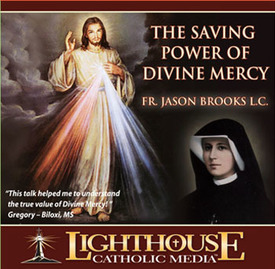 THE SAVING
POWER OF
DIVINE MERCY
FR. JASON BROOKS L.C.
"This talk helped me to understand
the true value of Divine Mercy!"
Gregory – Biloxi, MS
LIGHTHOUSE
CATHOLIC MEDIA